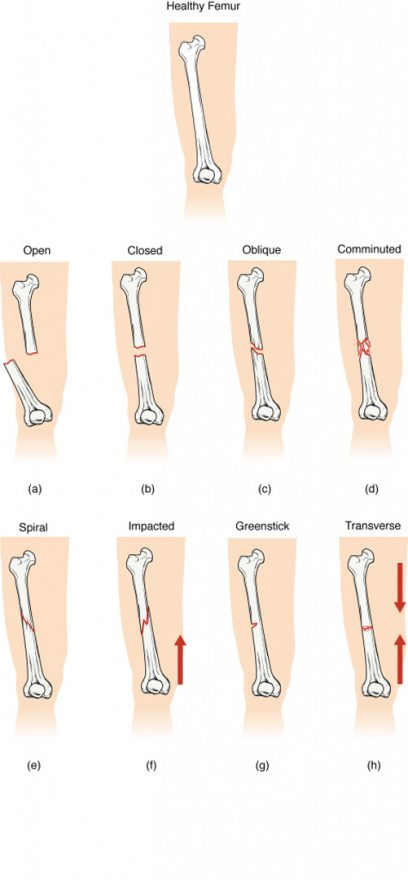 Healthy Femur
Open
Closed
Oblique
Comminuted
(a)
(b)
(c)
(d)
Spiral
Impacted
Greenstick
Transverse
(e)
(f)
(g)
(h)